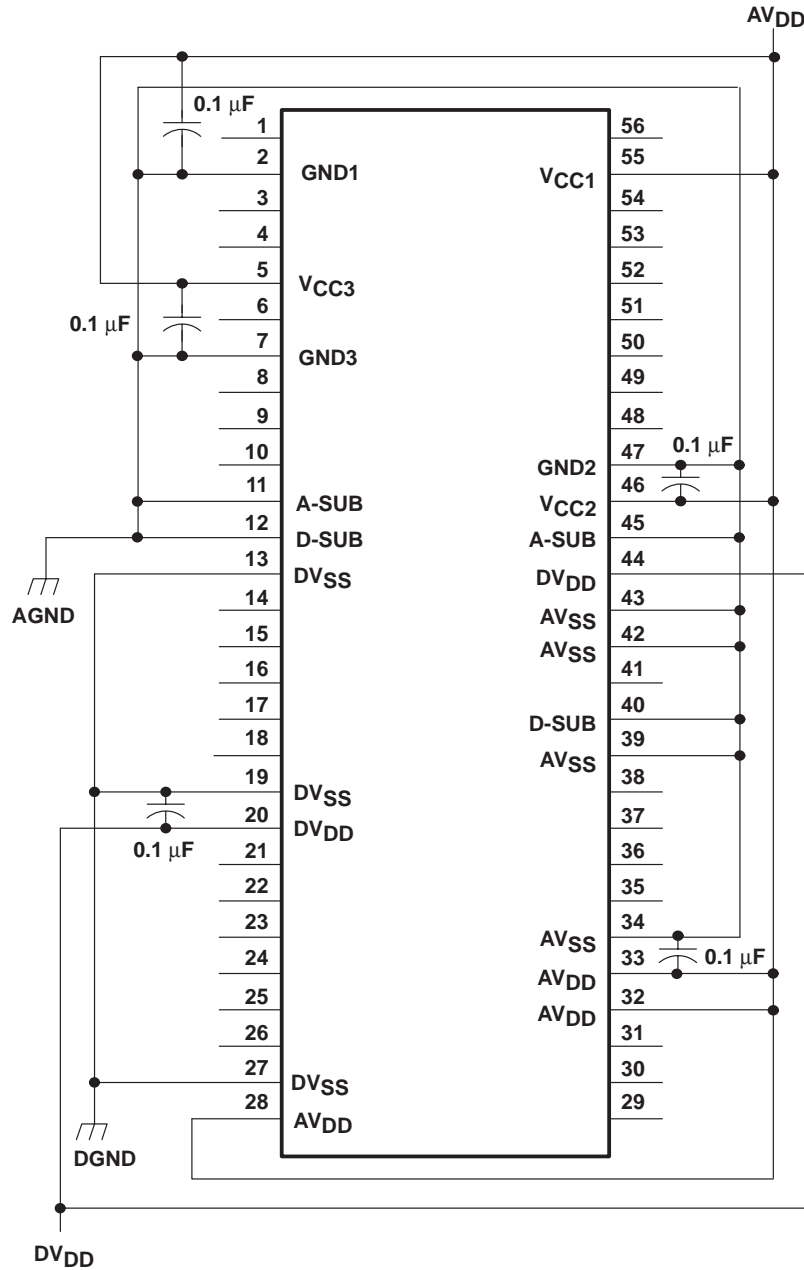 AVDD
0.1 µF
1
56
2
GND1
VCC1
55
3
54
4
53
5
VCC3
52
0.1 µF
6
51
7
GND3
50
8
49
9
48
10
GND2
47
0.1 µF
11
A-SUB
VCC2
46
12
D-SUB
A-SUB
45
13
DVSS
DVDD
44
AGND
14
AVSS
43
15
AVSS
42
16
41
17
D-SUB
40
18
AVSS
39
19
DVSS
38
20
DVDD
37
0.1 µF
21
36
22
35
23
AVSS
34
24
AVDD
33
0.1 µF
25
AVDD
32
26
31
27
DVSS
30
28
AVDD
29
DGND
DVDD